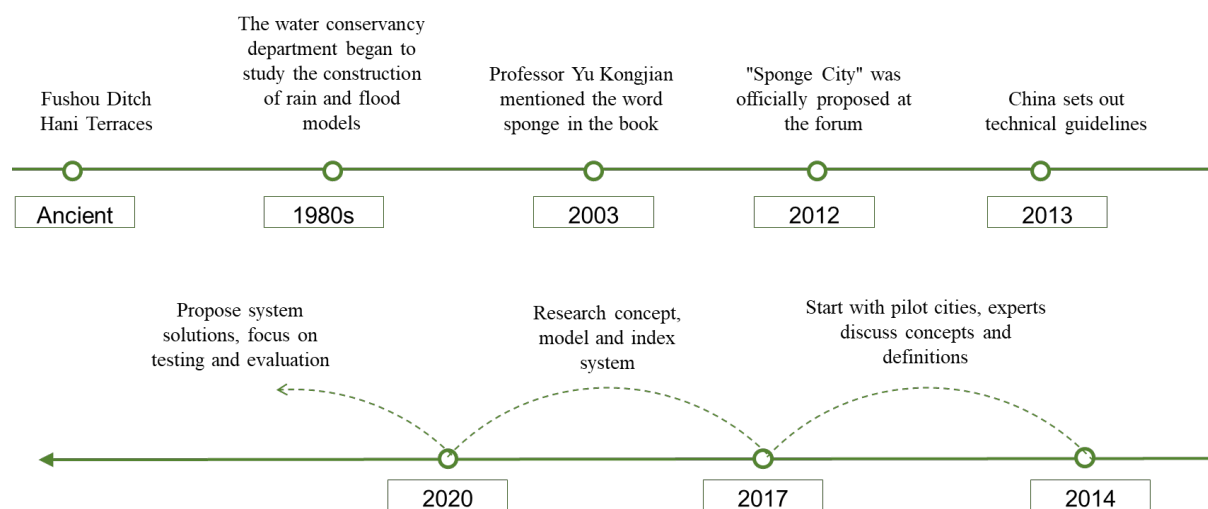 Fushou Ditch
Hani Terraces
The water conservancy
department began to
study the construction
of rain and flood
models
Professor Yu Kongjian
mentioned the word
sponge in the book
"Sponge City" was
officially proposed at
the forum
China sets out
technical guidelines
Ancient
1980s
2003
2012
2013
Propose system
solutions, focus on
testing and evaluation
Research concept,
model and index
system
Start with pilot cities, experts
discuss concepts and
definitions
2020
2017
2014